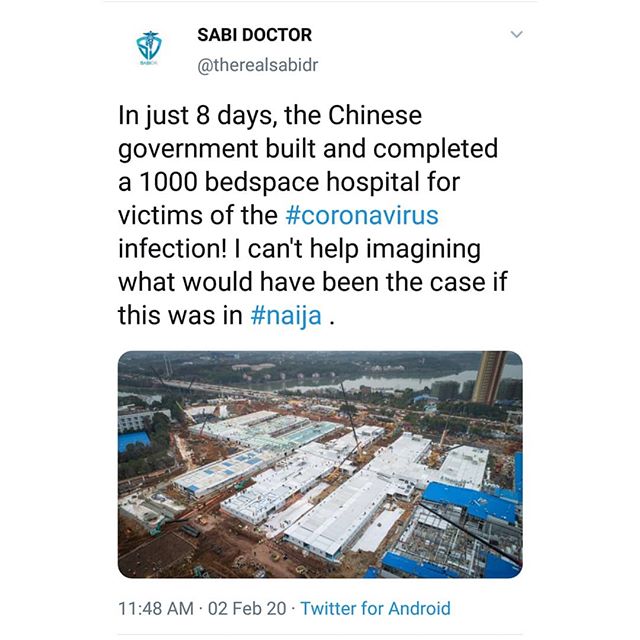 SABI DOCTOR
@therealsabidr
In just 8 days, the Chinese
government built and completed
a 1000 bedspace hospital for
victims of the #coronavirus
infection! I can't help imagining
what would have been the case if
this was in #naija .
11:48 AM · 02 Feb 20 · Twitter for Android